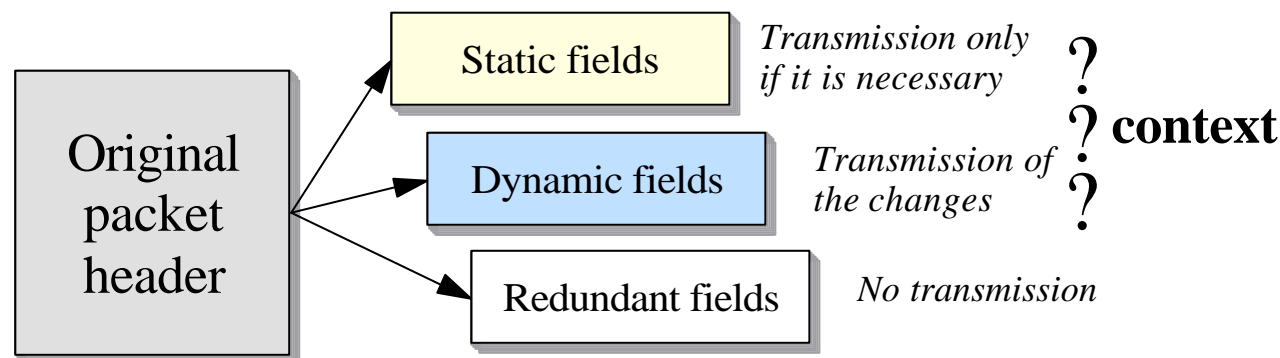 Original
packet
header
Static fields
Transmission only
if it is necessary
Dynamic fields
Transmission of
the changes
Redundant fields
No transmission
?
?
?
context